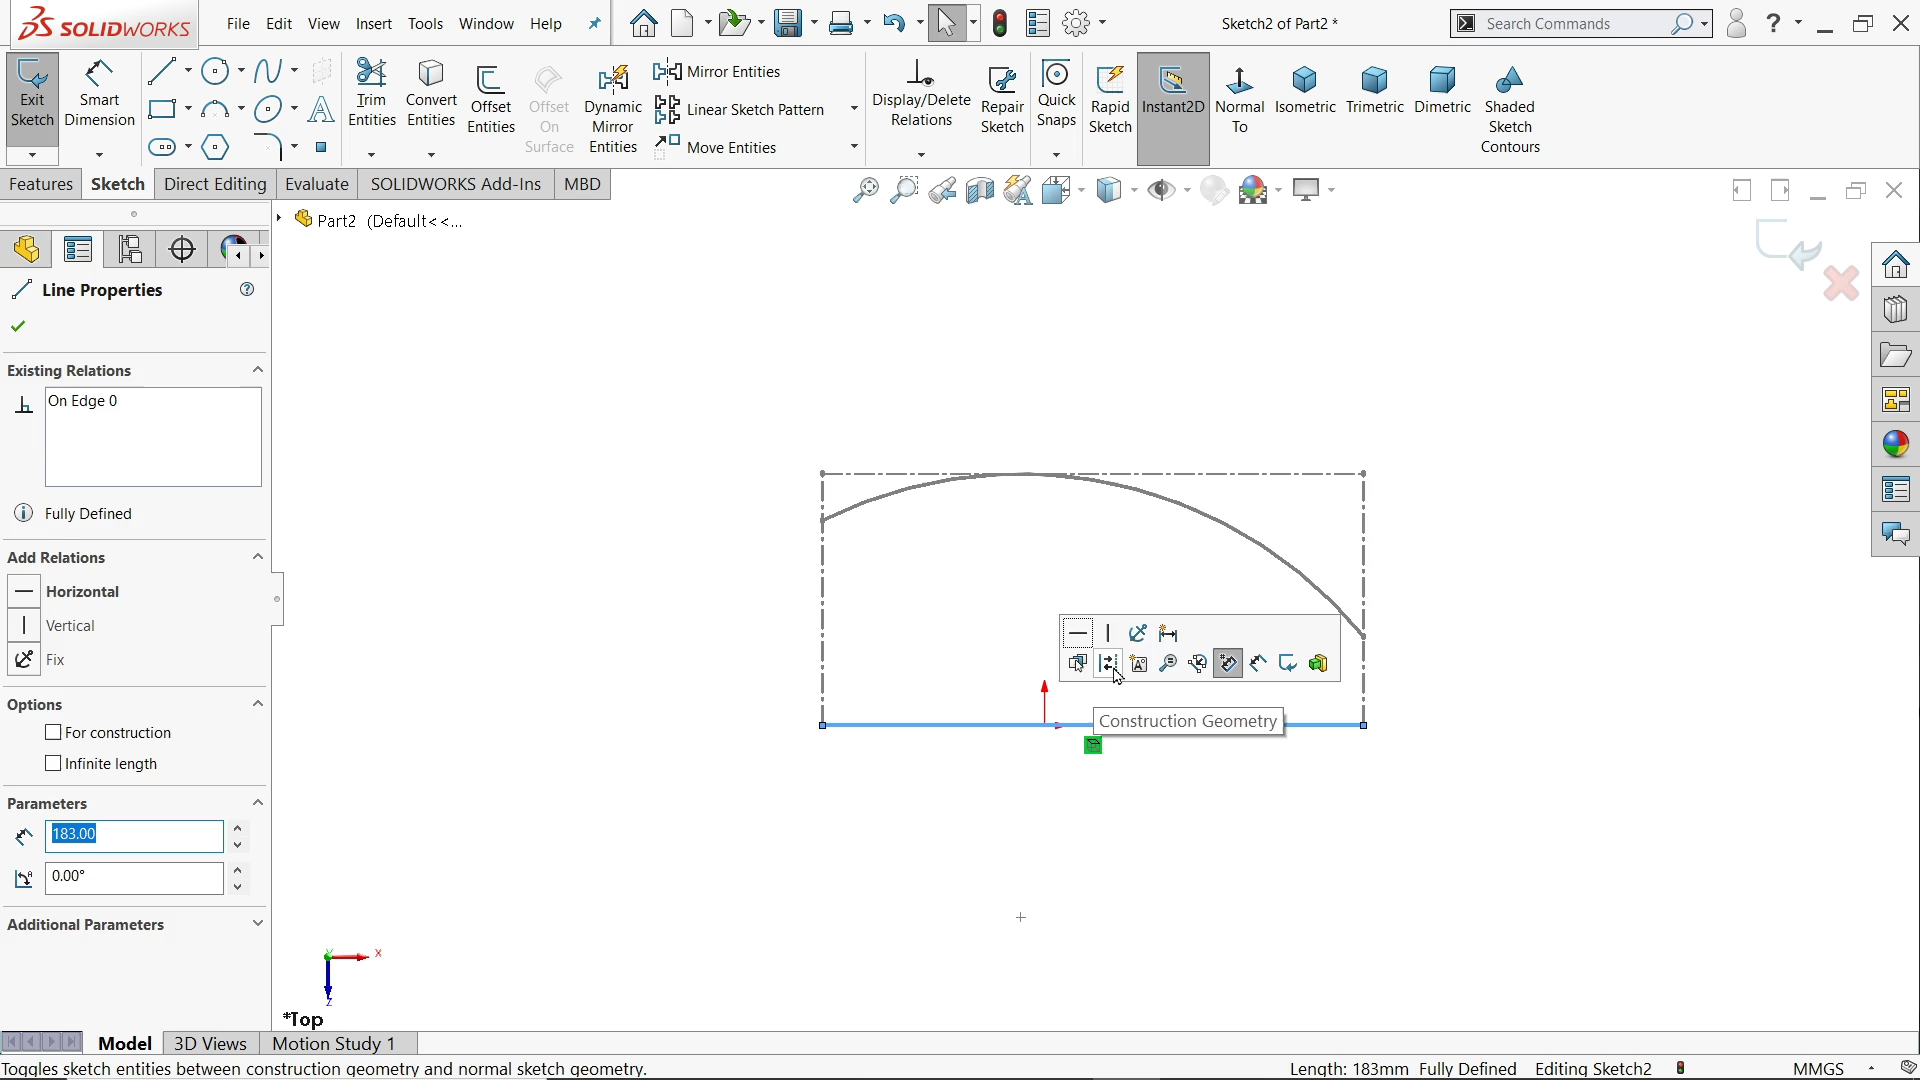 SOLIDWORKS
File Edit View Insert Tools Window Help
Sketch2 of Part2 *
Search Commands
Exit Sketch
Smart Dimension
Trim Entities
Convert Entities
Offset Entities
Offset On Surface
Dynamic Mirror Entities
Mirror Entities
Linear Sketch Pattern
Move Entities
Display/Delete Relations
Repair Sketch
Quick Snaps
Rapid Sketch
Instant2D
Normal To
Isometric
Trimetric
Dimetric
Shaded Sketch Contours
Features Sketch Direct Editing Evaluate SOLIDWORKS Add-Ins MBD
Part2 (Default<<...
Line Properties
Existing Relations
On Edge 0
Fully Defined
Add Relations
Horizontal
Vertical
Fix
Options
For construction
Infinite length
Parameters
183.00
0.00°
Additional Parameters
Construction Geometry
Y
X
Z
*Top
Model 3D Views Motion Study 1
Toggles sketch entities between construction geometry and normal sketch geometry.
Length: 183mm Fully Defined Editing Sketch2 MMGS